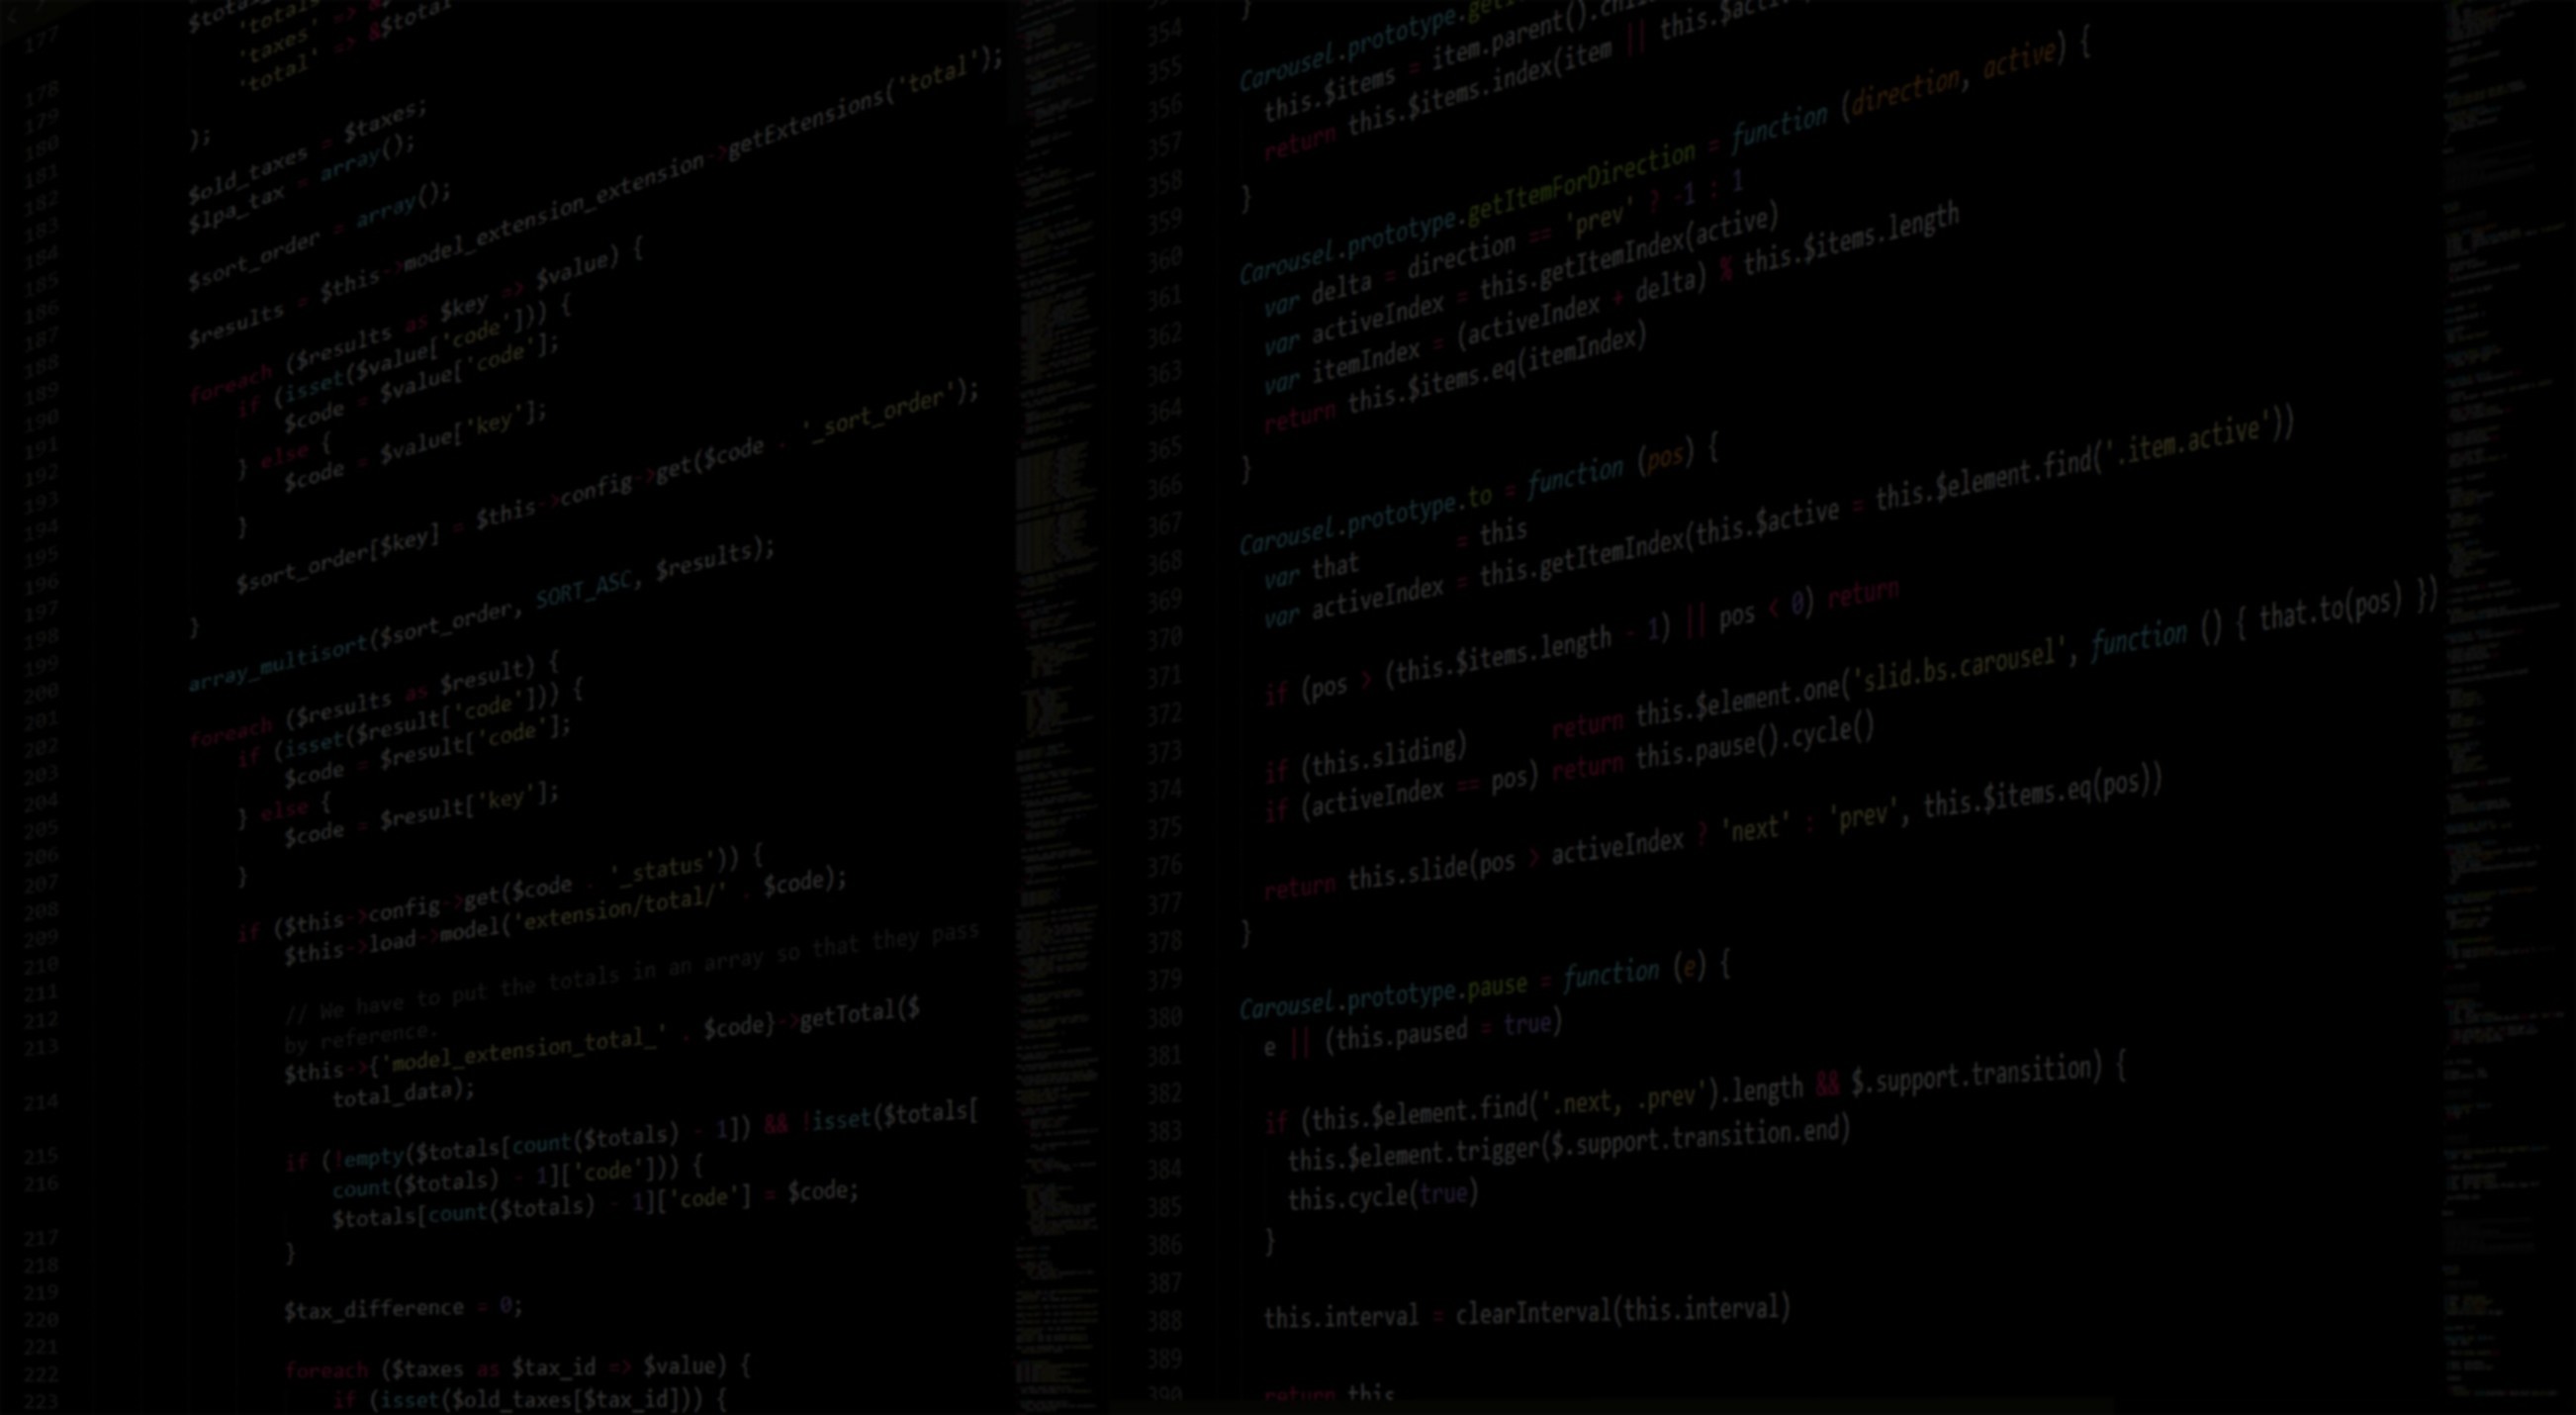 177
178
179
180
181
182
183
184
185
186
187
188
189
190
191
192
193
194
195
196
197
198
199
200
201
202
203
204
205
206
207
208
209
210
211
212
213
214
215
216
217
218
219
220
221
222
223
'taxes' =>
'total' => &$total
);
$old_taxes = $taxes;
$lpa_tax = array();
$sort_order = array();
$results = $this->model_extension_extension->getExtensions('total');
foreach ($results as $key => $value) {
if (isset($value['code'])) {
$code = $value['code'];
} else {
$code = $value['key'];
}
$sort_order[$key] = $this->config->get($code . '_sort_order');
}
array_multisort($sort_order, SORT_ASC, $results);
foreach ($results as $result) {
if (isset($result['code'])) {
$code = $result['code'];
} else {
$code = $result['key'];
}
if ($this->config->get($code . '_status')) {
$this->load->model('extension/total/' . $code);
// We have to put the totals in an array so that they pass
by reference.
$this->{'model_extension_total_' . $code}->getTotal($
total_data);
if (!empty($totals[count($totals) - 1]) && !isset($totals[
count($totals) - 1]['code'])) {
$totals[count($totals) - 1]['code'] = $code;
}
$tax_difference = 0;
foreach ($taxes as $tax_id => $value) {
if (isset($old_taxes[$tax_id])) {
354
355
356
357
358
359
360
361
362
363
364
365
366
367
368
369
370
371
372
373
374
375
376
377
378
379
380
381
382
383
384
385
386
387
388
389
390
}
Carousel.prototype.
this.$items = item.parent().
return this.$items.index(item ||
}
Carousel.prototype.getItemForDirection = function (direction, active) {
var delta = direction == 'prev' ? -1 : 1
var activeIndex = this.getItemIndex(active)
var itemIndex = (activeIndex + delta) % this.$items.length
return this.$items.eq(itemIndex)
}
Carousel.prototype.to = function (pos) {
var that = this
var activeIndex = this.getItemIndex(this.$active = this.$element.find('.item.active'))
if (pos > (this.$items.length - 1) || pos < 0) return
if (this.sliding) return this.$element.one('slid.bs.carousel', function () { that.to(pos) })
if (activeIndex == pos) return this.pause().cycle()
return this.slide(pos > activeIndex ? 'next' : 'prev', this.$items.eq(pos))
}
Carousel.prototype.pause = function (e) {
e || (this.paused = true)
if (this.$element.find('.next, .prev').length && $.support.transition) {
this.$element.trigger($.support.transition.end)
this.cycle(true)
}
this.interval = clearInterval(this.interval)
return this